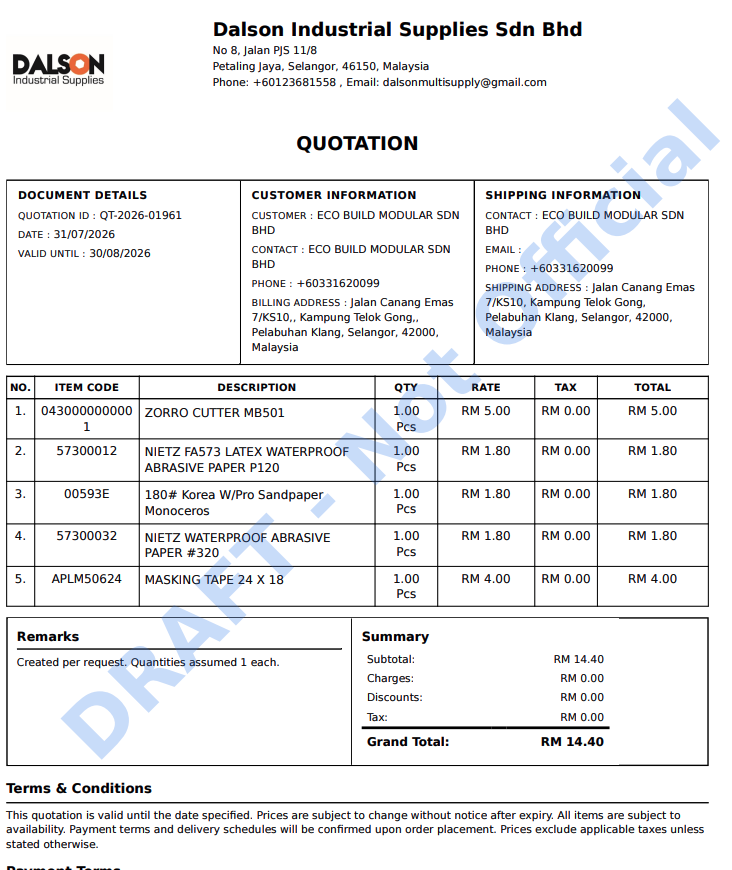 Dalson Industrial Supplies Sdn Bhd
No 8, Jalan PJS 11/8
Petaling Jaya, Selangor, 46150, Malaysia
Phone: +60123681558 , Email: dalsonmultisupply@gmail.com
DALSON
Industrial Supplies
QUOTATION
DOCUMENT DETAILS
QUOTATION ID : QT-2026-01961
DATE : 31/07/2026
VALID UNTIL : 30/08/2026
CUSTOMER INFORMATION
CUSTOMER : ECO BUILD MODULAR SDN
BHD
CONTACT : ECO BUILD MODULAR SDN
BHD
PHONE : +60331620099
BILLING ADDRESS : Jalan Canang Emas
7/KS10,, Kampung Telok Gong,,
Pelabuhan Klang, Selangor, 42000,
Malaysia
SHIPPING INFORMATION
CONTACT : ECO BUILD MODULAR SDN
BHD
EMAIL :
PHONE : +60331620099
SHIPPING ADDRESS : Jalan Canang Emas
7/KS10, Kampung Telok Gong,
Pelabuhan Klang, Selangor, 42000,
Malaysia
NO. ITEM CODE DESCRIPTION QTY RATE TAX TOTAL
1. 043000000000 ZORRO CUTTER MB501 1.00 RM 5.00 RM 0.00 RM 5.00
1 Pcs
2. 57300012 NIETZ FA573 LATEX WATERPROOF 1.00 RM 1.80 RM 0.00 RM 1.80
ABRASIVE PAPER P120 Pcs
3. 00593E 180# Korea W/Pro Sandpaper 1.00 RM 1.80 RM 0.00 RM 1.80
Monoceros Pcs
4. 57300032 NIETZ WATERPROOF ABRASIVE 1.00 RM 1.80 RM 0.00 RM 1.80
PAPER #320 Pcs
5. APLM50624 MASKING TAPE 24 X 18 1.00 RM 4.00 RM 0.00 RM 4.00
Pcs
Remarks
Created per request. Quantities assumed 1 each.
Summary
Subtotal: RM 14.40
Charges: RM 0.00
Discounts: RM 0.00
Tax: RM 0.00
Grand Total: RM 14.40
Terms & Conditions
This quotation is valid until the date specified. Prices are subject to change without notice after expiry. All items are subject to
availability. Payment terms and delivery schedules will be confirmed upon order placement. Prices exclude applicable taxes unless
stated otherwise.
Payment Terms
DRAFT - Not Official